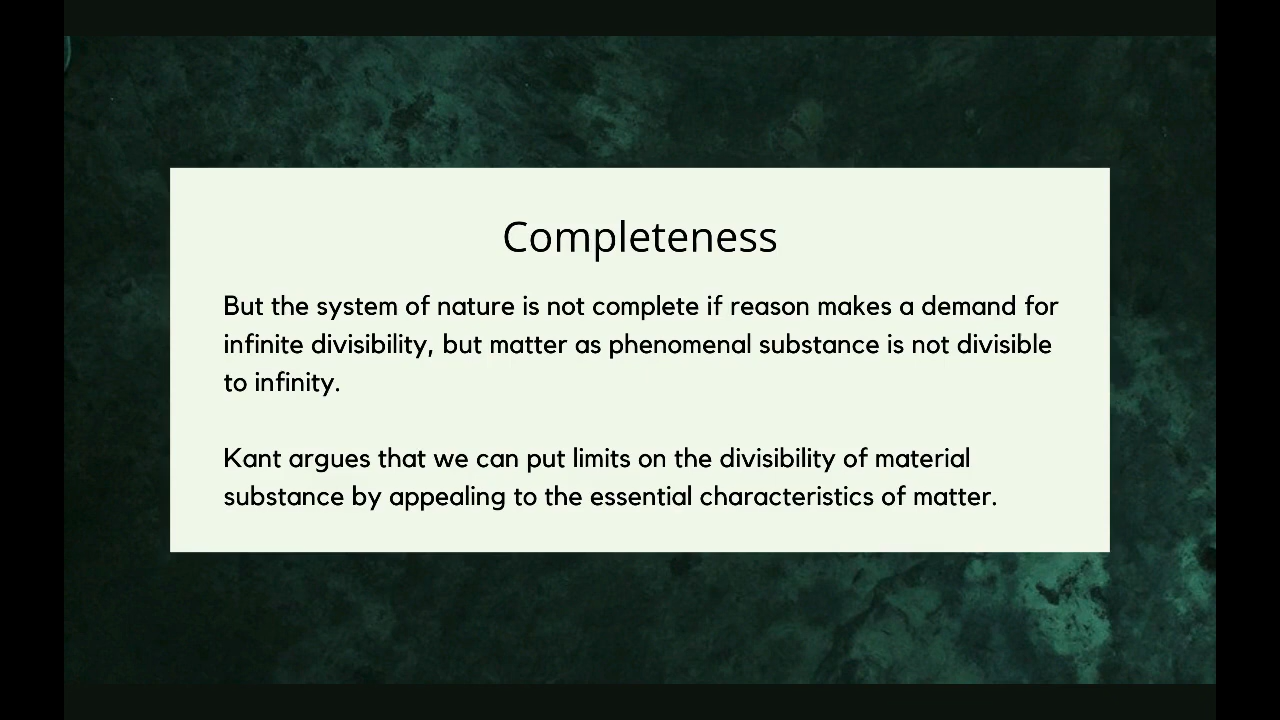 Completeness
But the system of nature is not complete if reason makes a demand for
infinite divisibility, but matter as phenomenal substance is not divisible
to infinity.
Kant argues that we can put limits on the divisibility of material
substance by appealing to the essential characteristics of matter.